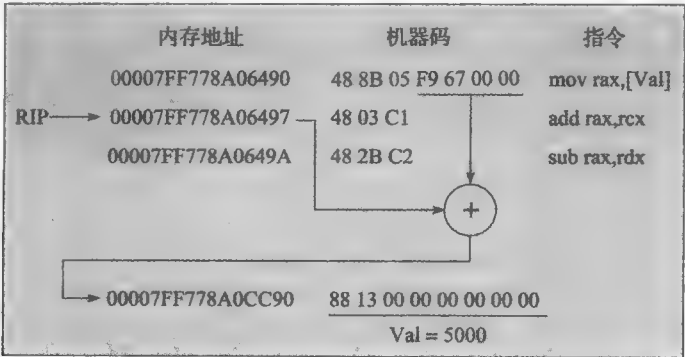 内存地址 机器码 指令
00007FF778A06490 48 8B 05 F9 67 00 00 mov rax,[Val]
RIP 00007FF778A06497 48 03 C1 add rax,rcx
00007FF778A0649A 48 2B C2 sub rax,rdx
+
00007FF778A0CC90 88 13 00 00 00 00 00 00
Val = 5000